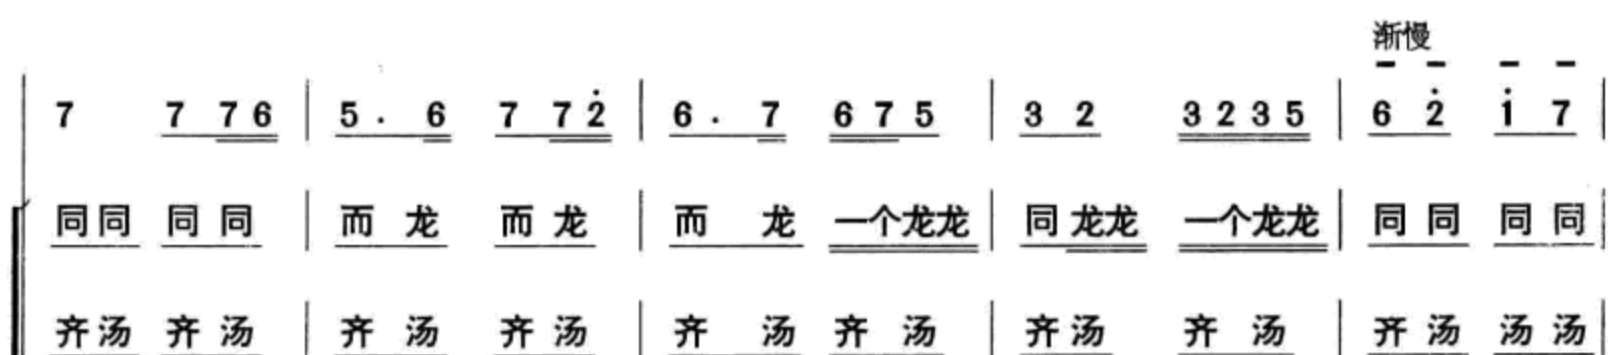 渐慢
7 7 7 6 | 5 . 6 7 7 2̇ | 6 . 7 6 7 5 | 3 2 3 2 3 5 | 6 2̇ 1̇ 7 |
同同 同 同 | 而 龙 而 龙 | 而 龙 一个龙龙 | 同 龙龙 一个龙龙 | 同 同 同 同 |
齐汤 齐 汤 | 齐 汤 齐 汤 | 齐 汤 齐 汤 | 齐汤 齐 汤 | 齐 汤 汤 汤 |